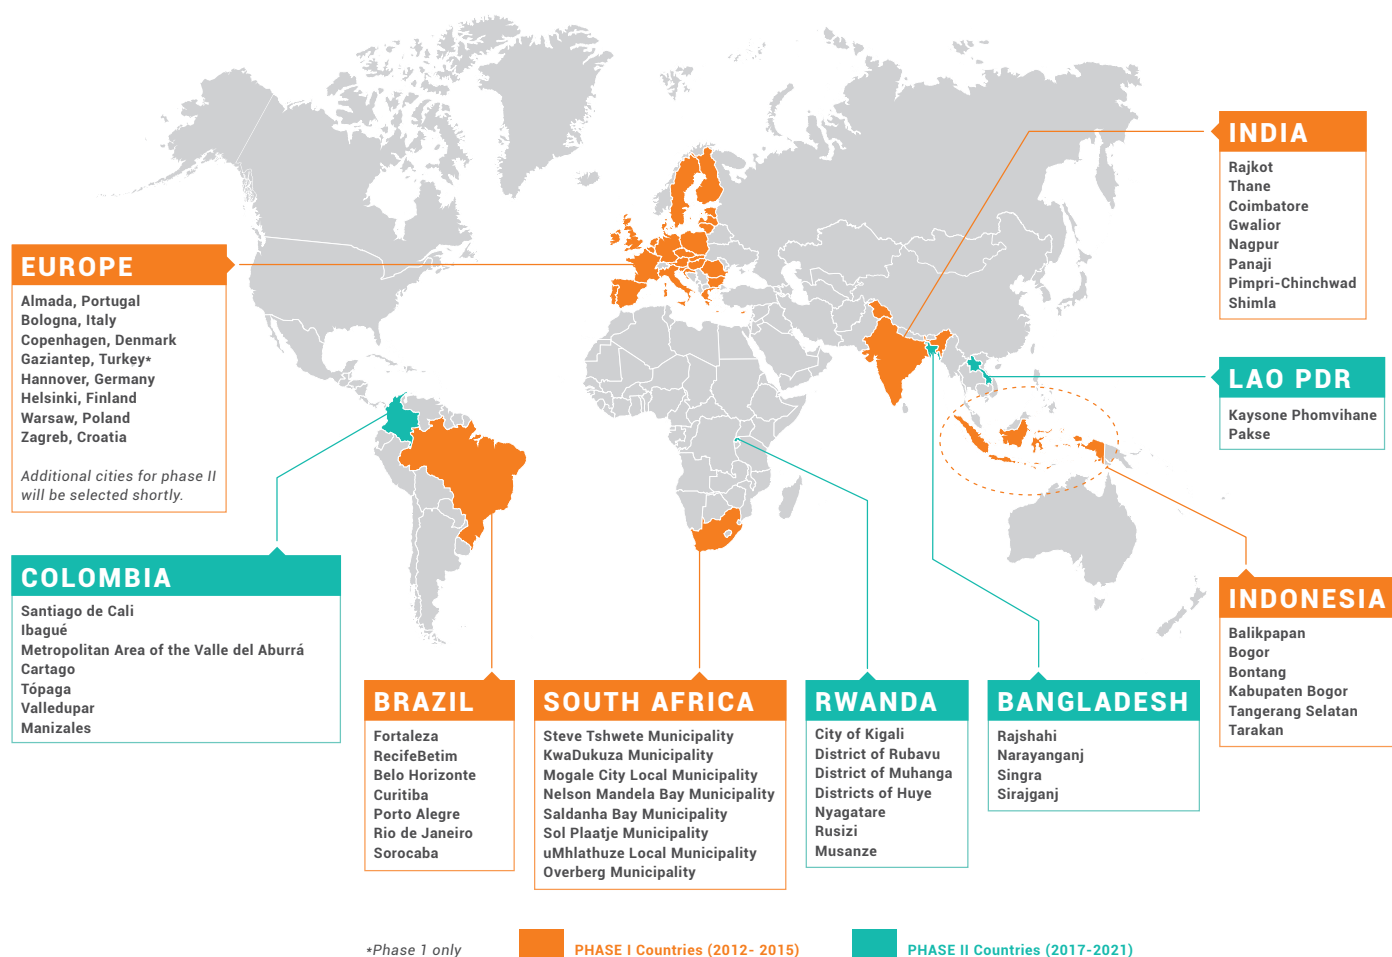 INDIA
Rajkot
Thane
Coimbatore
Gwalior
Nagpur
Panaji
Pimpri-Chinchwad
Shimla
EUROPE
Almada, Portugal
Bologna, Italy
Copenhagen, Denmark
Gaziantep, Turkey*
Hannover, Germany
Helsinki, Finland
Warsaw, Poland
Zagreb, Croatia
Additional cities for phase II
will be selected shortly.
LAO PDR
Kaysone Phomvihane
Pakse
COLOMBIA
Santiago de Cali
Ibagué
Metropolitan Area of the Valle del Aburrá
Cartago
Tópaga
Valledupar
Manizales
INDONESIA
Balikpapan
Bogor
Bontang
Kabupaten Bogor
Tangerang Selatan
Tarakan
BRAZIL
Fortaleza
RecifeBetim
Belo Horizonte
Curitiba
Porto Alegre
Rio de Janeiro
Sorocaba
SOUTH AFRICA
Steve Tshwete Municipality
KwaDukuza Municipality
Mogale City Local Municipality
Nelson Mandela Bay Municipality
Saldanha Bay Municipality
Sol Plaatje Municipality
uMhlathuze Local Municipality
Overberg Municipality
RWANDA
City of Kigali
District of Rubavu
District of Muhanga
Districts of Huye
Nyagatare
Rusizi
Musanze
BANGLADESH
Rajshahi
Narayanganj
Singra
Sirajganj
*Phase 1 only
PHASE I Countries (2012- 2015)
PHASE II Countries (2017-2021)